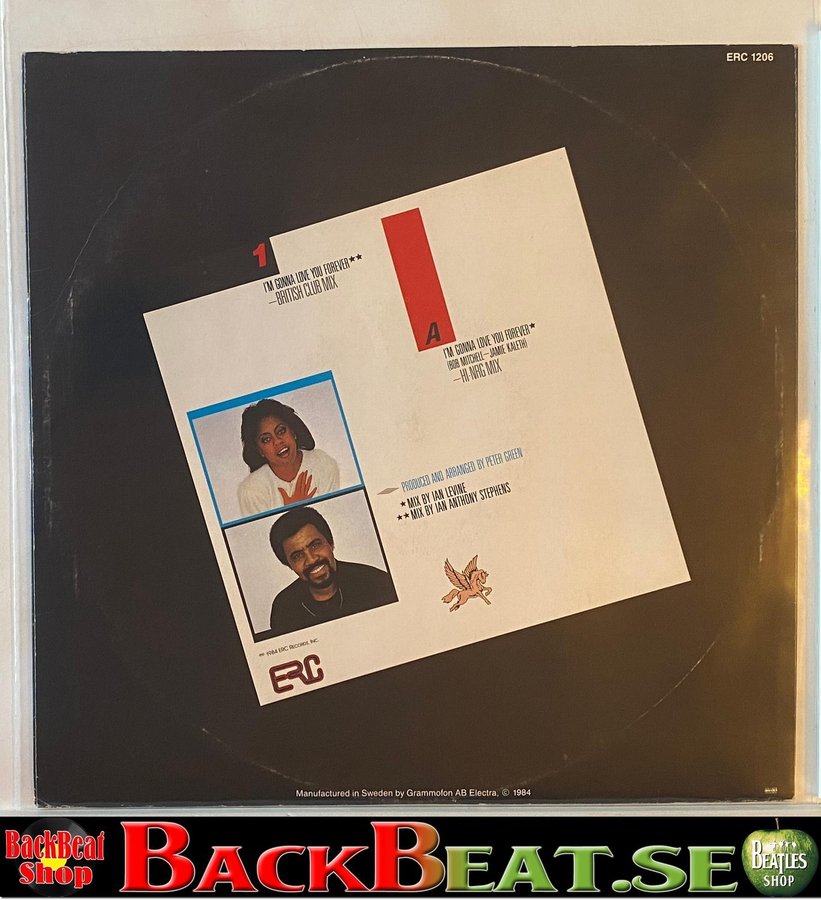 ERC 1206
1
I'M GONNA LOVE YOU FOREVER★★
—BRITISH CLUB MIX
A
I'M GONNA LOVE YOU FOREVER★
(BOB MITCHELL—JAMIE KALETH)
—HI-NRG MIX
PRODUCED AND ARRANGED BY PETER GREEN
★ MIX BY IAN LEVINE
★★ MIX BY IAN ANTHONY STEPHENS
1984 ERC RECORDS, INC.
ERC
Manufactured in Sweden by Grammofon AB Electra, © 1984
BackBeat
Shop
BACKBEAT.SE
BEATLES
SHOP